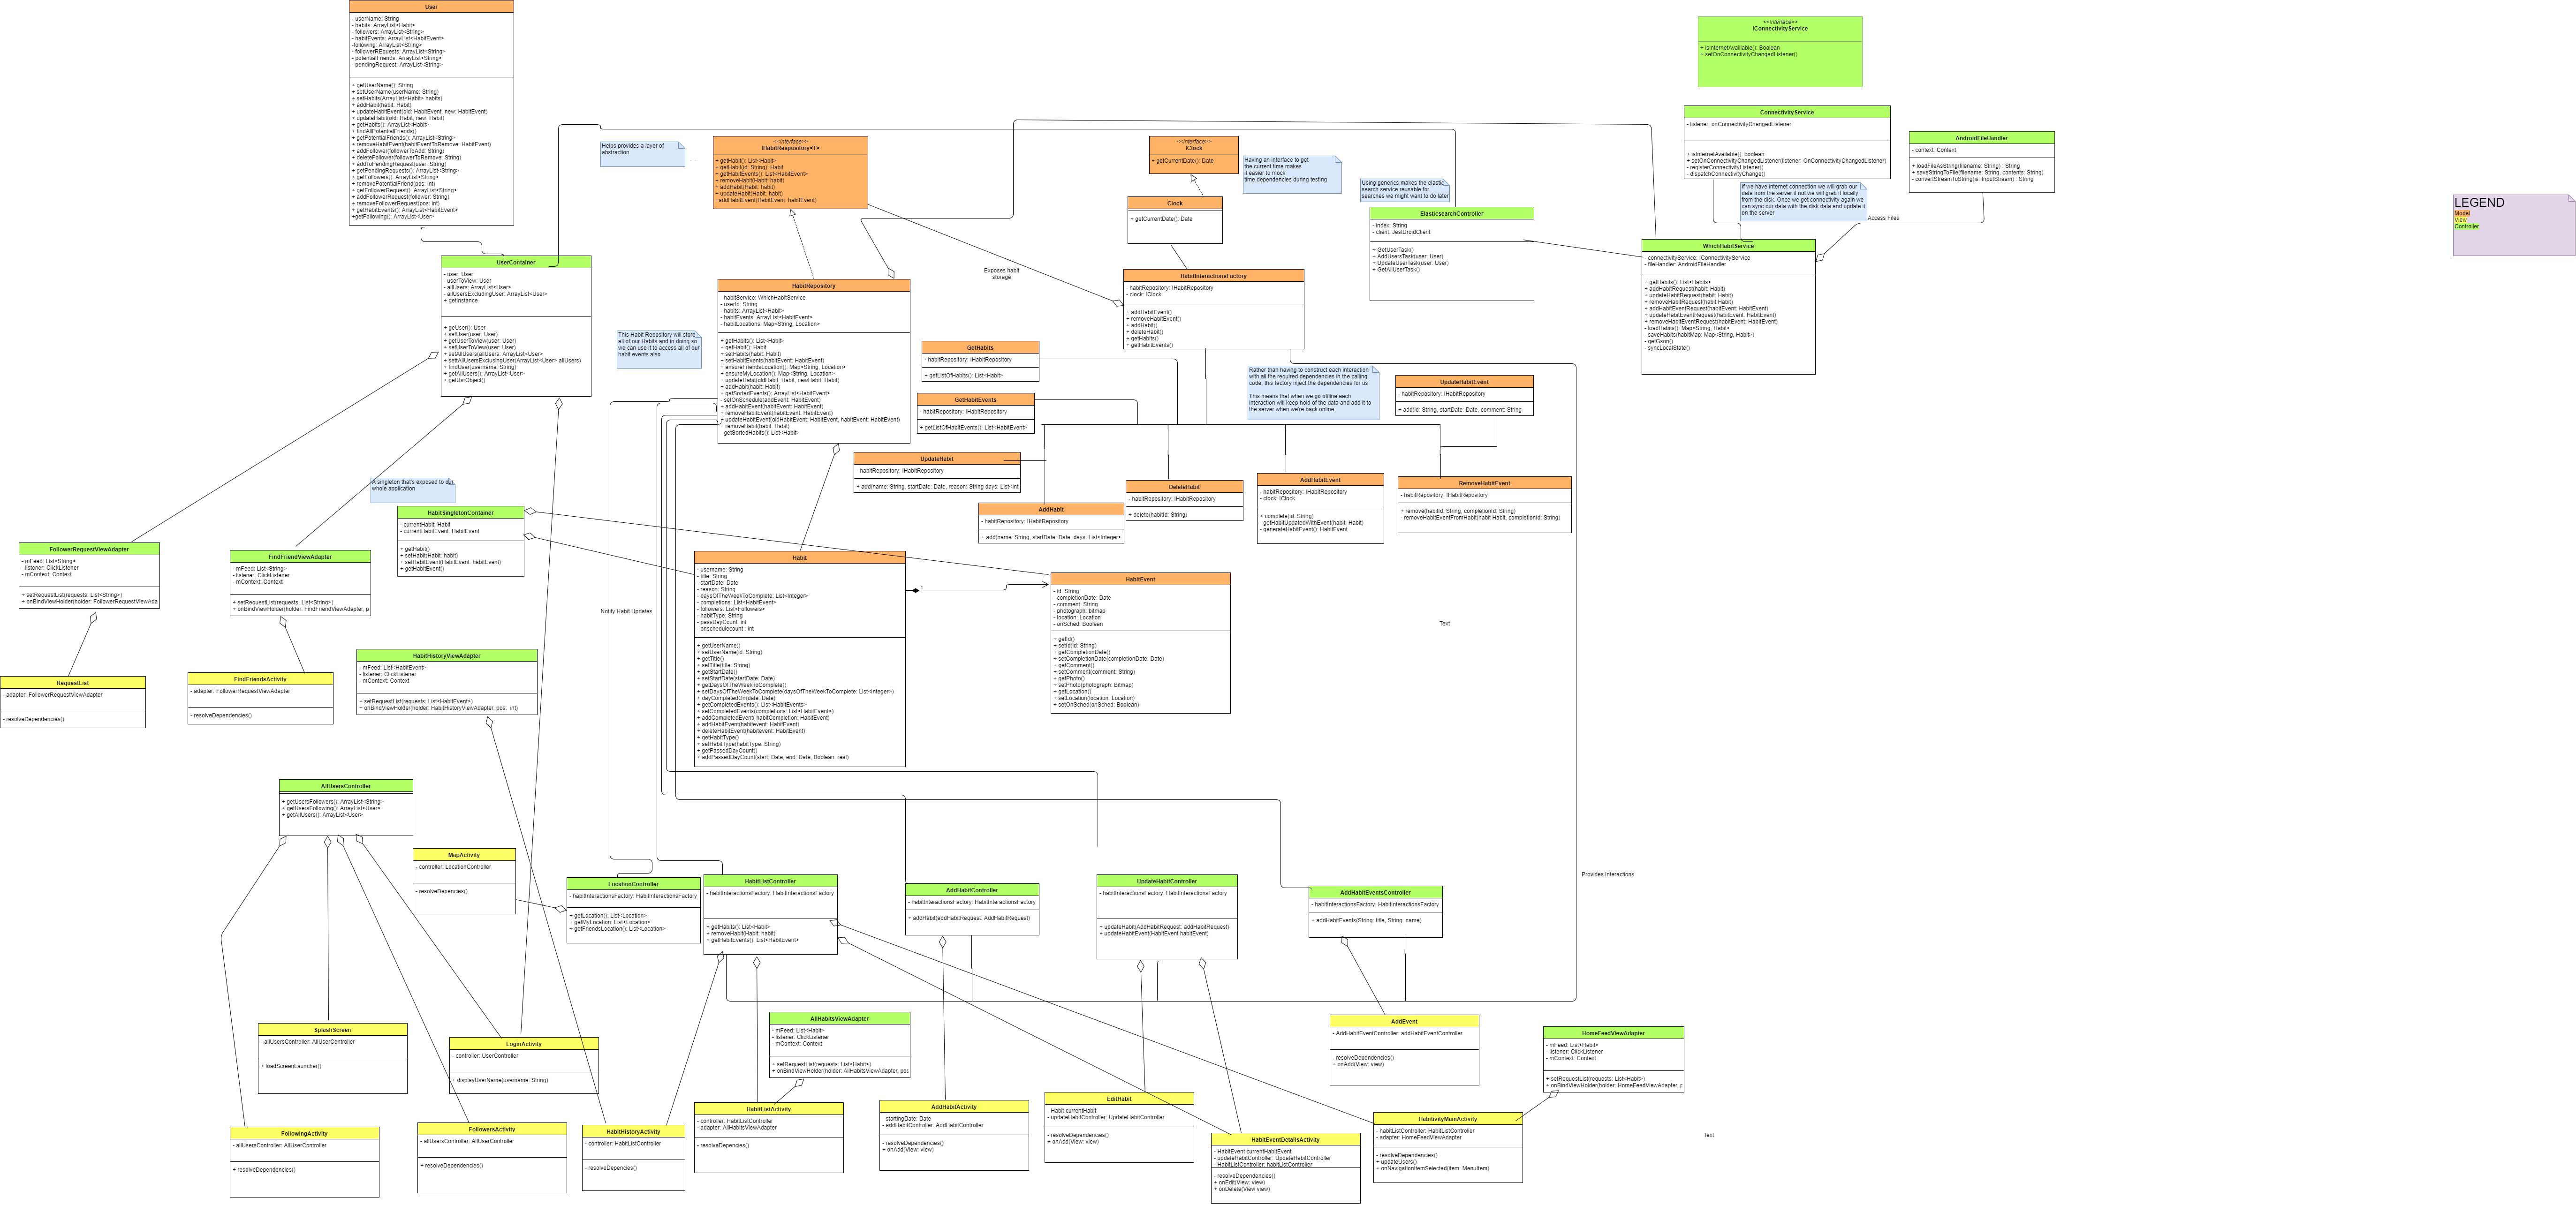 User
- userName: String
- habits: ArrayList<Habit>
- followers: ArrayList<String>
- habitEvents: ArrayList<HabitEvent>
-following: ArrayList<String>
- followerREquests: ArrayList<String>
- potentialFriends: ArrayList<String>
- pendingRequest: ArrayList<String>
+ getUserName(): String
+ setUserName(userName: String)
+ setHabits(ArrayList<Habit> habits)
+ addHabit(habit: Habit)
+ updateHabitEvent(old: HabitEvent, new: HabitEvent)
+ updateHabit(old: Habit, new: Habit)
+ getHabits(): ArrayList<Habit>
+ findAllPotentialFriends()
+ getPotentialFriends(): ArrayList<String>
+ removeHabitEvent(habitEventToRemove: HabitEvent)
+ addFollower(followerToAdd: String)
+ deleteFollower(followerToRemove: String)
+ addToPendingRequest(user: String)
+ getPendingRequests(): ArrayList<String>
+ getFollowers(): ArrayList<String>
+ removePotentialFriend(pos: int)
+ getFollowerRequest(): ArrayList<String>
+ addFollowerRequest(follower: String)
+ removeFollowerRequest(pos: int)
+ getHabitEvents(): ArrayList<HabitEvent>
+getFollowing(): ArrayList<User>
<<Interface>>
IConnectivityService
+ isInternetAvailiable(): Boolean
+ setOnConnectivityChangedListener()
ConnectivityService
- listener: onConnectivityChangedListener
+ isInternetAvailable(): boolean
+ setOnConnectivityChangedListener(listener: OnConnectivityChangedListener)
- registerConnectivityListener()
- dispatchConnectivityChange()
AndroidFileHandler
- context: Context
+ loadFileAsString(filename: String) : String
+ saveStringToFile(filename: String, contents: String)
- convertStreamToString(is: InputStream) : String
LEGEND
Model
View
Controller
Helps provides a layer of
abstraction
<<Interface>>
IHabitRespository<T>
+ getHabit(): List<Habit>
+ getHabit(id: String): Habit
+ getHabitEvents(): List<HabitEvent>
+ removeHabit(Habit: habit)
+ addHabit(Habit: habit)
+ updateHabit(Habit: habit)
+addHabitEvent(HabitEvent: habitEvent)
<<Interface>>
IClock
+ getCurrentDate(): Date
Having an interface to get
the current time makes
it easier to mock
time dependencies during testing
Clock
+ getCurrentDate(): Date
Using generics makes the elastic
search service reusable for
searches we might want to do later
ElasticsearchController
- index: String
- client: JestDroidClient
+ GetUserTask()
+ AddUsersTask(user: User)
+ UpdateUserTask(user: User)
+ GetAllUserTask()
If we have internet connection we will grab our
data from the server if not we will grab it locally
from the disk. Once we get connectivity again we
can sync our data with the disk data and update it
on the server
Access Files
WhichHabitService
- connectivityService: IConnectivityService
- fileHandler: AndroidFileHandler
+ getHabits(): List<Habits>
+ addHabitRequest(habit: Habit)
+ updateHabitRequest(habit: Habit)
+ removeHabitRequest(habit Habit)
+ addHabitEventRequest(habitEvent: HabitEvent)
+ updateHabitEventRequest(habitEvent: HabitEvent)
+ removeHabitEventRequest(habitEvent: HabitEvent)
- loadHabits(): Map<String, Habit>
- saveHabits(habitMap: Map<String, Habit>)
- getGson()
- syncLocalState()
UserContainer
- user: User
- userToView: User
- allUsers: ArrayList<User>
- allUsersExcludingUser: ArrayList<User>
+ getInstance
+ geUser(): User
+ setUser(user: User)
+ getUserToView(user: User)
+ setUserToView(user: User)
+ setAllUsers(allUsers: ArrayList<User>
+ setAllUsersExclusingUser(ArrayList<User> allUsers)
+ findUser(username: String)
+ getAllUsers(): ArrayList<User>
+ getUsrObject()
Exposes habit
storage
HabitInteractionsFactory
- habitRepository: IHabitRepository
- clock: IClock
+ addHabitEvent()
+ removeHabitEvent()
+ addHabit()
+ deleteHabit()
+ getHabits()
+ getHabitEvents()
HabitRepository
- habitService: WhichHabitService
- userId: String
- habits: ArrayList<Habit>
- habitEvents: ArrayList<HabitEvent>
- habitLocations: Map<String, Location>
+ getHabits(): List<Habit>
+ getHabit(): Habit
+ setHabits(habit: Habit)
+ setHabitEvents(habitEvent: HabitEvent)
+ ensureFriendsLocation(): Map<String, Location)
+ ensureMyLocation(): Map<String, Location)
+ updateHabit(oldHabit: Habit, newHabit: Habit)
+ addHabit(habit: Habit)
+ getSortedEvents(): ArrayList<HabitEvent>
- setOnSchedule(addEvent: HabitEvent)
+ addHabitEvent(habitEvent: HabitEvent)
+ removeHabitEvent(habitEvent: HabitEvent)
+ updateHabitEvent(oldHabitEvent: HabitEvent, habitEvent: HabitEvent)
+ removeHabit(habit: Habit)
- getSortedHabits(): List<Habit>
This Habit Repository will store
all of our Habits and in doing so
we can use it to access all of our
habit events also
GetHabits
- habitRepository: IHabitRepository
+ getListOfHabits(): List<Habit>
GetHabitEvents
- habitRepository: IHabitRepository
+ getListOfHabitEvents(): List<HabitEvent>
Rather than having to construct each interaction
with all the required dependencies in the calling
code, this factory inject the dependencies for us
This means that when we go offline each
interaction will keep hold of the data and add it to
the server when we're back online
UpdateHabitEvent
- habitRepository: IHabitRepository
+ add(id: String, startDate: Date, comment: String
UpdateHabit
- habitRepository: IHabitRepository
+ add(name: String, startDate: Date, reason: String days: List<Int
AddHabit
- habitRepository: IHabitRepository
+ add(name: String, startDate: Date, days: List<Integer>
DeleteHabit
- habitRepository: IHabitRepository
+ delete(habitId: String)
AddHabitEvent
- habitRepository: IHabitRepository
- clock: IClock
+ complete(id: String)
- getHabitUpdatedWithEvent(habit: Habit)
- generateHabitEvent(): HabitEvent
RemoveHabitEvent
- habitRepository: IHabitRepository
+ remove(habitId: String, completionId: String)
- removeHabitEventFromHabit(habit Habit, completionId: String)
A singleton that's exposed to our
whole application
HabitSingletonContainer
- currentHabit: Habit
- currentHabitEvent: HabitEvent
+ getHabit()
+ setHabit(Habit: habit)
+ setHabitEvent(HabitEvent: habitEvent)
+ getHabitEvent()
FollowerRequestViewAdapter
- mFeed: List<String>
- listener: ClickListener
- mContext: Context
+ setRequestList(requests: List<String>)
+ onBindViewHolder(holder: FollowerRequestViewAda
FindFriendViewAdapter
- mFeed: List<String>
- listener: ClickListener
- mContext: Context
+ setRequestList(requests: List<String>)
+ onBindViewHolder(holder: FindFriendViewAdapter, p
Habit
- username: String
- title: String
- startDate: Date
- reason: String
- daysOfTheWeekToComplete: List<Integer>
- completions: List<HabitEvent>
- followers: List<Followers>
- habitType: String
- passDayCount: int
- onschedulecount : int
+ getUserName()
+ setUserName(id: String)
+ getTitle()
+ setTitle(title: String)
+ getStartDate()
+ setStartDate(startDate: Date)
+ getDaysOfTheWeekToComplete()
+ setDaysOfTheWeekToComplete(daysOfTheWeekToComplete: List<Integer>)
+ dayCompletedOn(date: Date)
+ getCompletedEvents(): List<HabitEvents>
+ setCompletedEvents(completions: List<HabitEvent>)
+ addCompletedEvent( habitCompletion: HabitEvent)
+ addHabitEvent(habitevent: HabitEvent)
+ deleteHabitEvent(habitevent: HabitEvent)
+ getHabitType()
+ setHabitType(habitType: String)
+ getPassedDayCount()
+ addPassedDayCount(start: Date, end: Date, Boolean: real)
HabitEvent
- id: String
- completionDate: Date
- comment: String
- photograph: bitmap
- location: Location
- onSched: Boolean
+ getId()
+ setId(id: String)
+ getCompletionDate()
+ setCompletionDate(completionDate: Date)
+ getComment()
+ setComment(comment: String)
+ getPhoto()
+ setPhoto(photograph: Bitmap)
+ getLocation()
+ setLocation(location: Location)
+ setOnSched(onSched: Boolean)
Notify Habit Updates
Text
HabitHistoryViewAdapter
- mFeed: List<HabitEvent>
- listener: ClickListener
- mContext: Context
+ setRequestList(requests: List<HabitEvent>)
+ onBindViewHolder(holder: HabitHistoryViewAdapter, pos: int)
RequestList
- adapter: FollowerRequestViewAdapter
- resolveDependencies()
FindFriendsActivity
- adapter: FollowerRequestViewAdapter
- resolveDependencies()
AllUsersController
+ getUsersFollowers(): ArrayList<String>
+ getUsersFollowing(): ArrayList<User>
+ getAllUsers(): ArrayList<User>
MapActivity
- controller: LocationController
- resolveDepencies()
LocationController
- habitInteractionsFactory: HabitInteractionsFactory
+ getLocation(): List<Location>
+ getMyLocation: List<Location>
+ getFriendsLocation(): List<Location>
HabitListController
- habitInteractionsFactory: HabitInteractionsFactory
+ getHabits(): List<Habit>
+ removeHabit(Habit: habit)
+ getHabitEvents(): List<HabitEvent>
AddHabitController
- habitInteractionsFactory: HabitInteractionsFactory
+ addHabit(addHabitRequest: AddHabitRequest)
UpdateHabitController
- habitInteractionsFactory: HabitInteractionsFactory
+ updateHabit(AddHabitRequest: addHabitRequest)
+ updateHabitEvent(HabitEvent habitEvent)
AddHabitEventsController
- habitInteractionsFactory: HabitInteractionsFactory
+ addHabitEvents(String: title, String: name)
Provides Interactions
SplashScreen
- allUsersController: AllUserController
+ loadScreenLauncher()
LoginActivity
- controller: UserController
+ displayUserName(username: String)
AllHabitsViewAdapter
- mFeed: List<Habit>
- listener: ClickListener
- mContext: Context
+ setRequestList(requests: List<Habit>)
+ onBindViewHolder(holder: AllHabitsViewAdapter, pos
AddEvent
- AddHabitEventController: addHabitEventController
- resolveDependencies()
+ onAdd(View: view)
HomeFeedViewAdapter
- mFeed: List<Habit>
- listener: ClickListener
- mContext: Context
+ setRequestList(requests: List<Habit>)
+ onBindViewHolder(holder: HomeFeedViewAdapter, p
FollowingActivity
- allUsersController: AllUserController
+ resolveDependencies()
FollowersActivity
- allUsersController: AllUserController
+ resolveDependencies()
HabitHistoryActivity
- controller: HabitListController
- resolveDepencies()
HabitListActivity
- controller: HabitListController
- adapter: AllHabitsViewAdapter
- resolveDepencies()
AddHabitActivity
- startingDate: Date
- addHabitController: AddHabitController
- resolveDependencies()
+ onAdd(View: view)
EditHabit
- Habit currentHabit
- updateHabitController: UpdateHabitController
- resolveDependencies()
+ onAdd(View: view)
HabitEventDetailsActivity
- HabitEvent currentHabitEvent
- updateHabitController: UpdateHabitController
- HabitListController: habitListController
- resolveDependencies()
+ onEdit(View: view)
+ onDelete(View view)
HabitivityMainActivity
- habitListController: HabitListController
- adapter: HomeFeedViewAdapter
- resolveDependencies()
+ updateUsers()
+ onNavigationItemSelected(Item: MenuItem)
Text